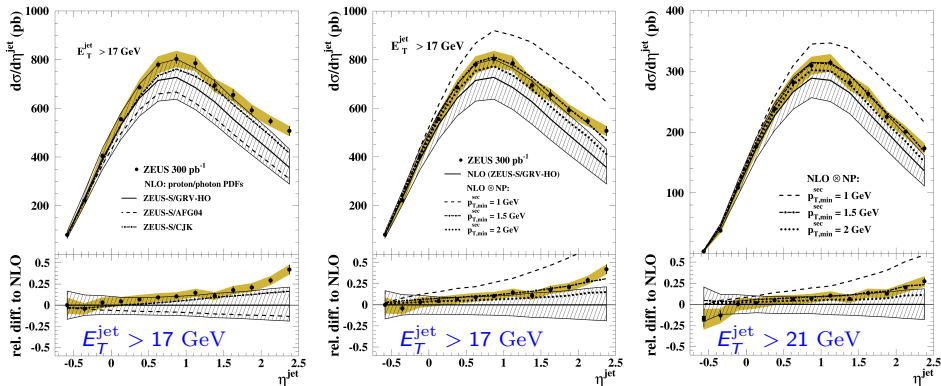 dσ/dη^jet (pb)
1000
800
600
400
200
E_T^jet > 17 GeV
ZEUS 300 pb^-1
NLO: proton/photon PDFs
ZEUS-S/GRV-HO
ZEUS-S/AFG04
ZEUS-S/CJK
rel. diff. to NLO
0.5
0.25
0
-0.25
0.5
E_T^jet > 17 GeV
-0.5 0 0.5 1 1.5 2 2.5
η^jet
dσ/dη^jet (pb)
1000
800
600
400
200
E_T^jet > 17 GeV
ZEUS 300 pb^-1
NLO (ZEUS-S/GRV-HO)
NLO ⊗ NP:
p_T,min^sec = 1 GeV
p_T,min^sec = 1.5 GeV
p_T,min^sec = 2 GeV
rel. diff. to NLO
0.5
0.25
0
-0.25
0.5
E_T^jet > 17 GeV
-0.5 0 0.5 1 1.5 2 2.5
η^jet
dσ/dη^jet (pb)
400
300
200
100
ZEUS 300 pb^-1
NLO ⊗ NP:
p_T,min^sec = 1 GeV
p_T,min^sec = 1.5 GeV
p_T,min^sec = 2 GeV
rel. diff. to NLO
0.5
0.25
0
-0.25
0.5
E_T^jet > 21 GeV
-0.5 0 0.5 1 1.5 2 2.5
η^jet